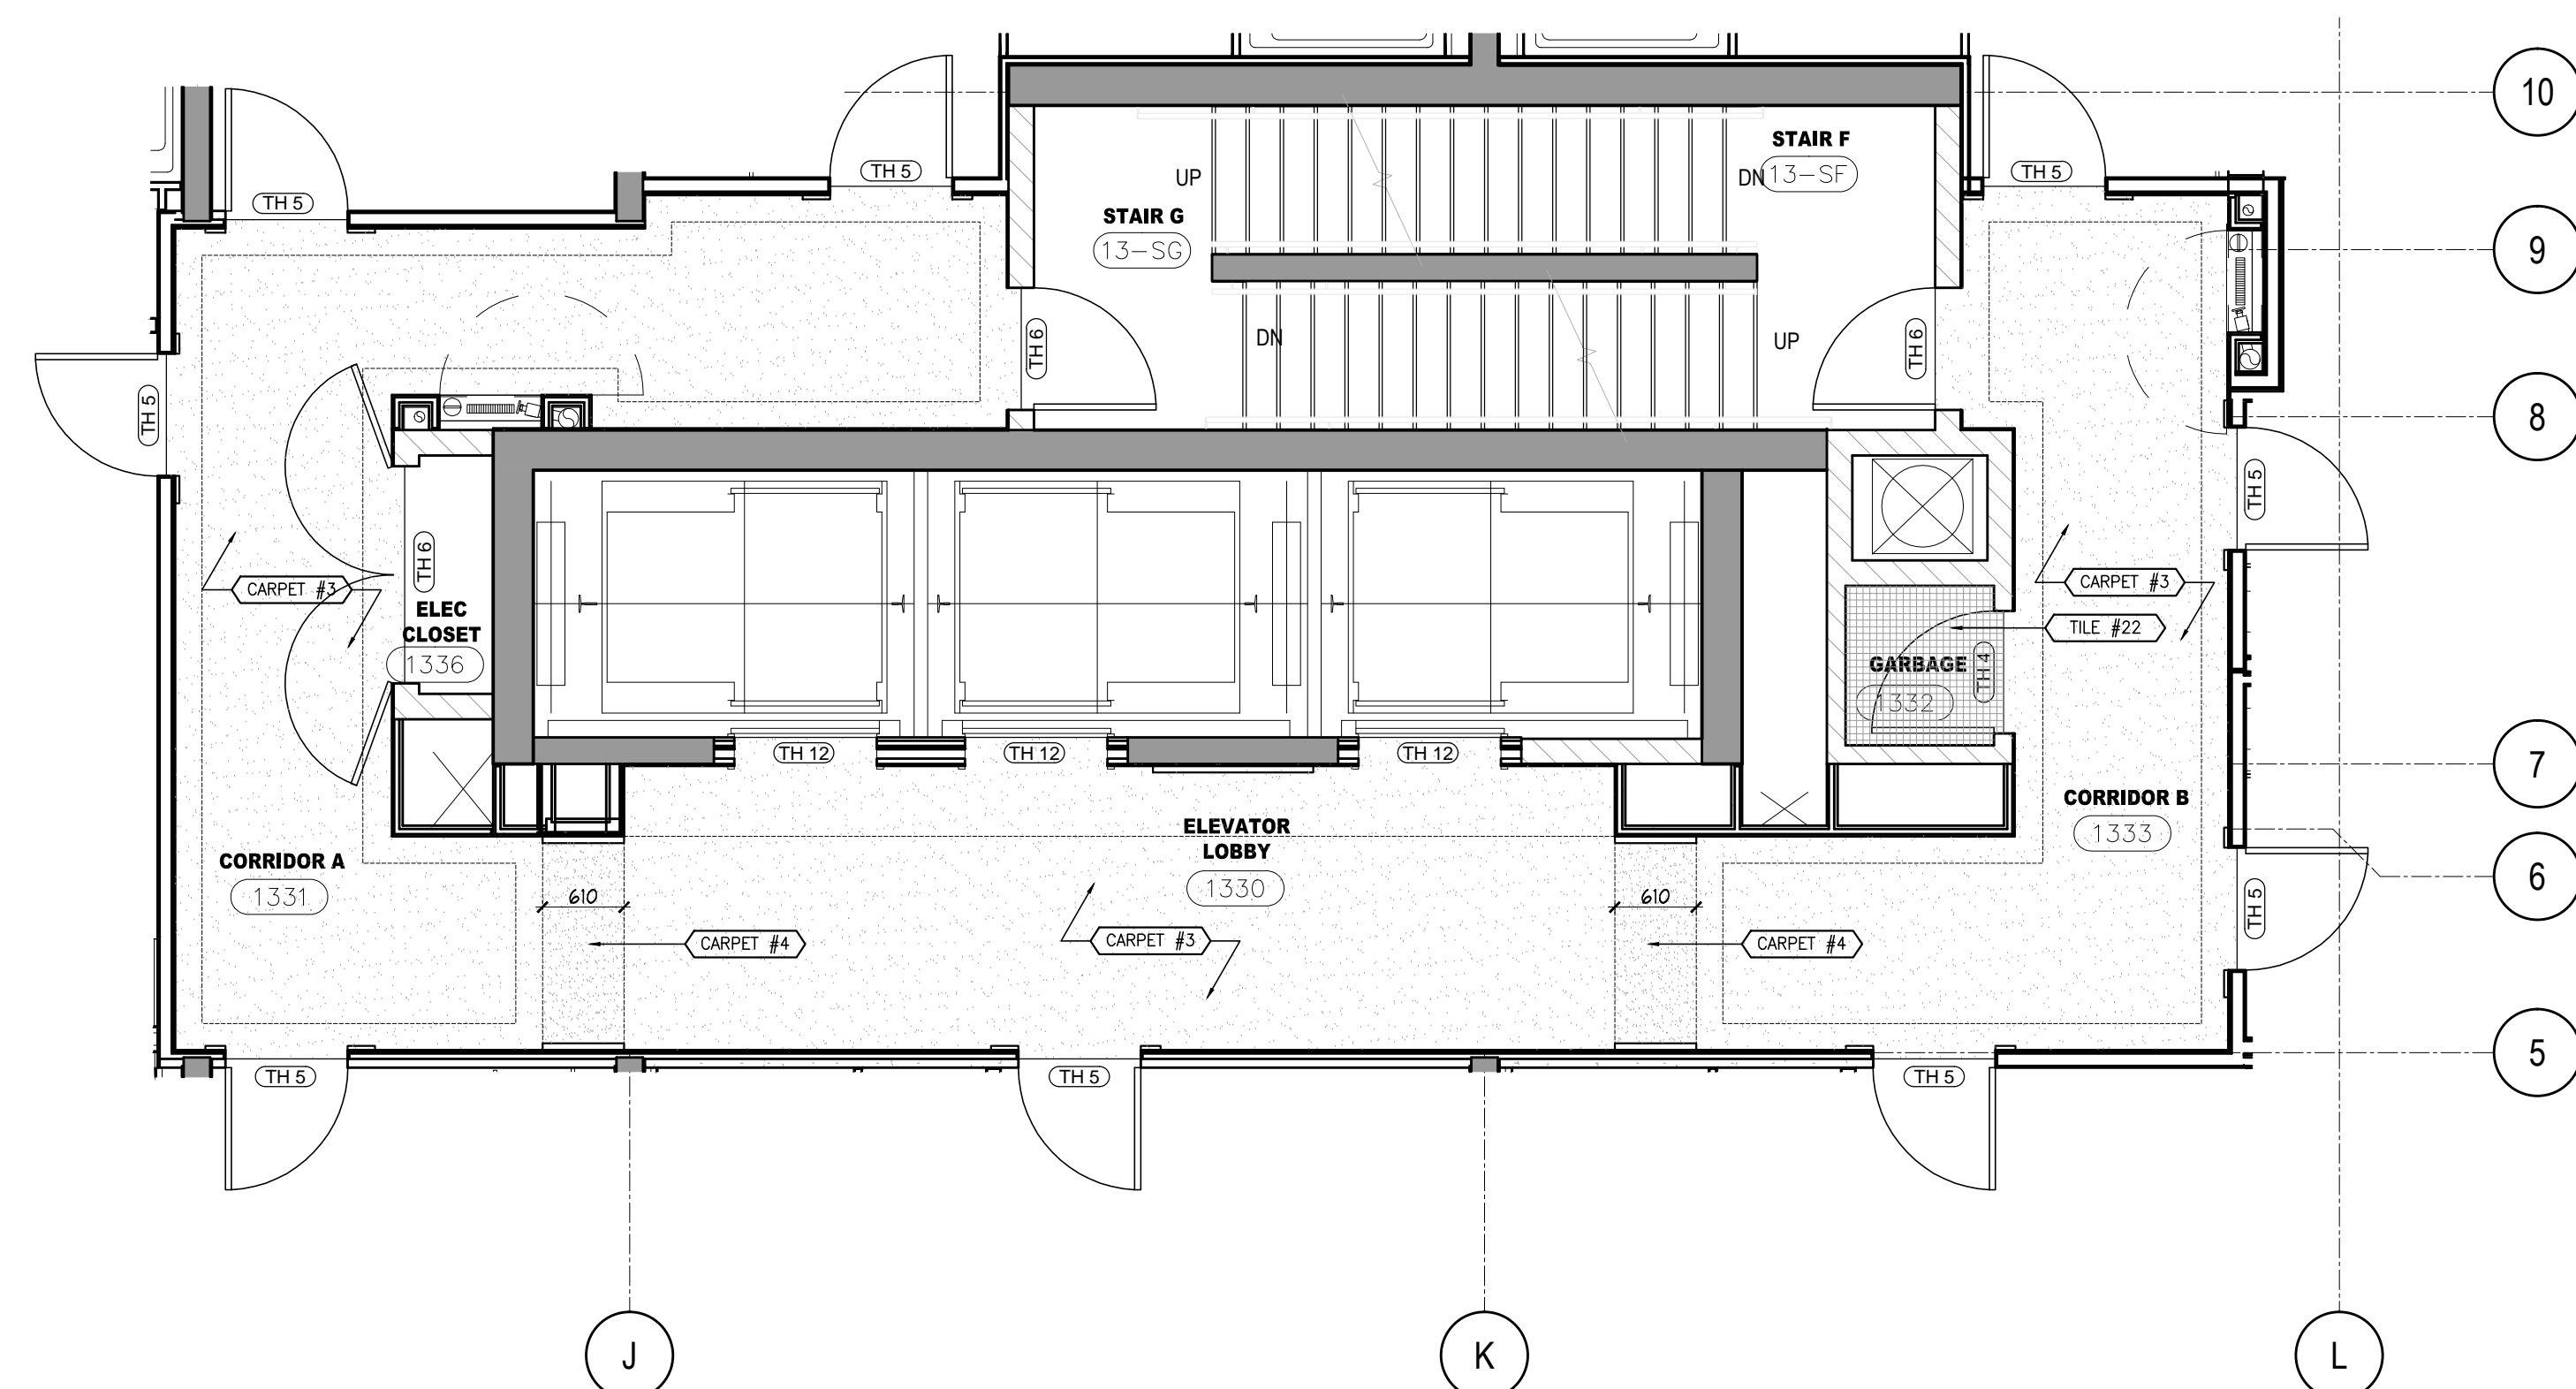 10
STAIR F
13-SF
UP
DN
TH 5
TH 5
TH 5
STAIR G
13-SG
9
TH 6
TH 6
DN
UP
8
TH 5
TH 5
CARPET #3
TH 6
ELEC
CLOSET
1336
CARPET #3
TILE #22
GARBAGE
1332
TH 4
TH 12
TH 12
TH 12
7
CORRIDOR B
1333
ELEVATOR
LOBBY
1330
CORRIDOR A
1331
610
610
6
TH 5
CARPET #4
CARPET #3
CARPET #4
5
TH 5
TH 5
TH 5
J
K
L